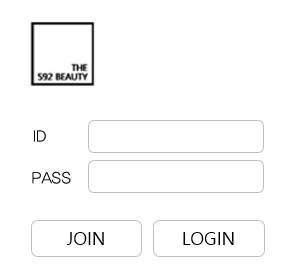 THE
592 BEAUTY
ID
PASS
JOIN LOGIN